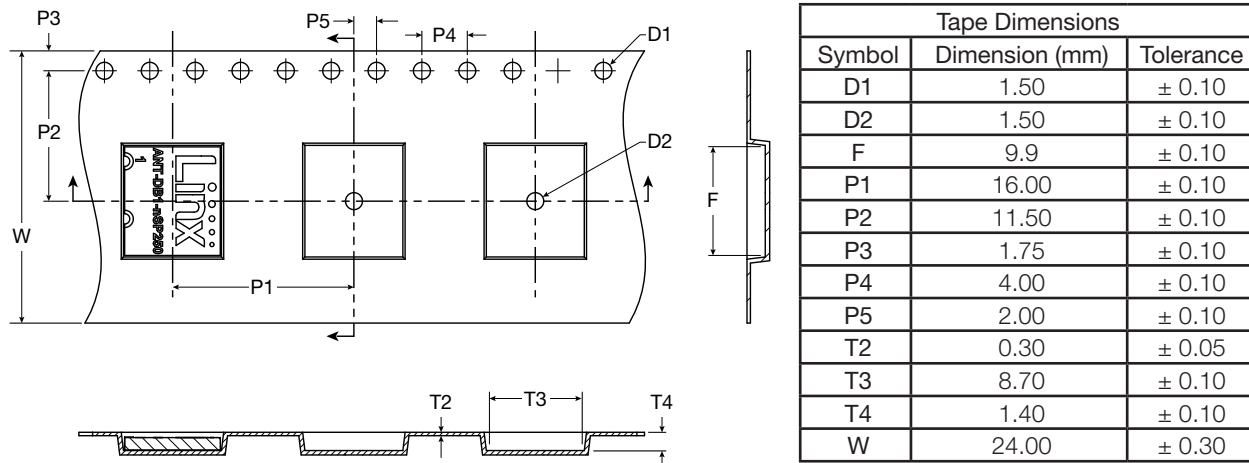 P3
P5
P4
D1
P2
D2
W
Linx
ANT-DB1-nSP250
1
P1
F
T2
T3
T4
Tape Dimensions
Symbol Dimension (mm) Tolerance
D1 1.50 ± 0.10
D2 1.50 ± 0.10
F 9.9 ± 0.10
P1 16.00 ± 0.10
P2 11.50 ± 0.10
P3 1.75 ± 0.10
P4 4.00 ± 0.10
P5 2.00 ± 0.10
T2 0.30 ± 0.05
T3 8.70 ± 0.10
T4 1.40 ± 0.10
W 24.00 ± 0.30